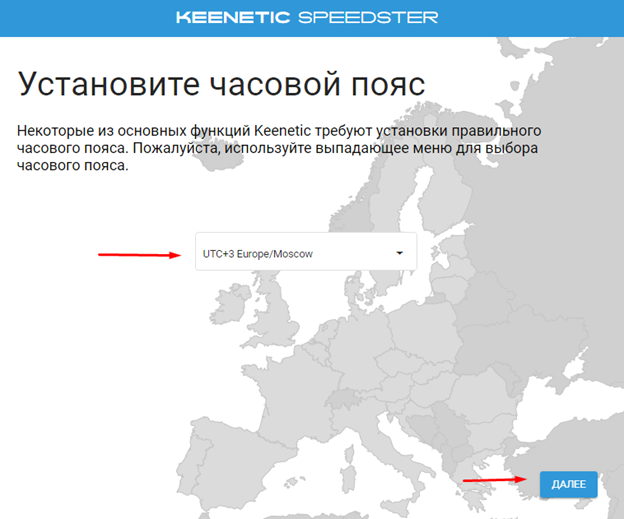 KEENETIC SPEEDSTER
Установите часовой пояс
Некоторые из основных функций Keenetic требуют установки правильного
часового пояса. Пожалуйста, используйте выпадающее меню для выбора
часового пояса.
UTC+3 Europe/Moscow
ДАЛЕЕ